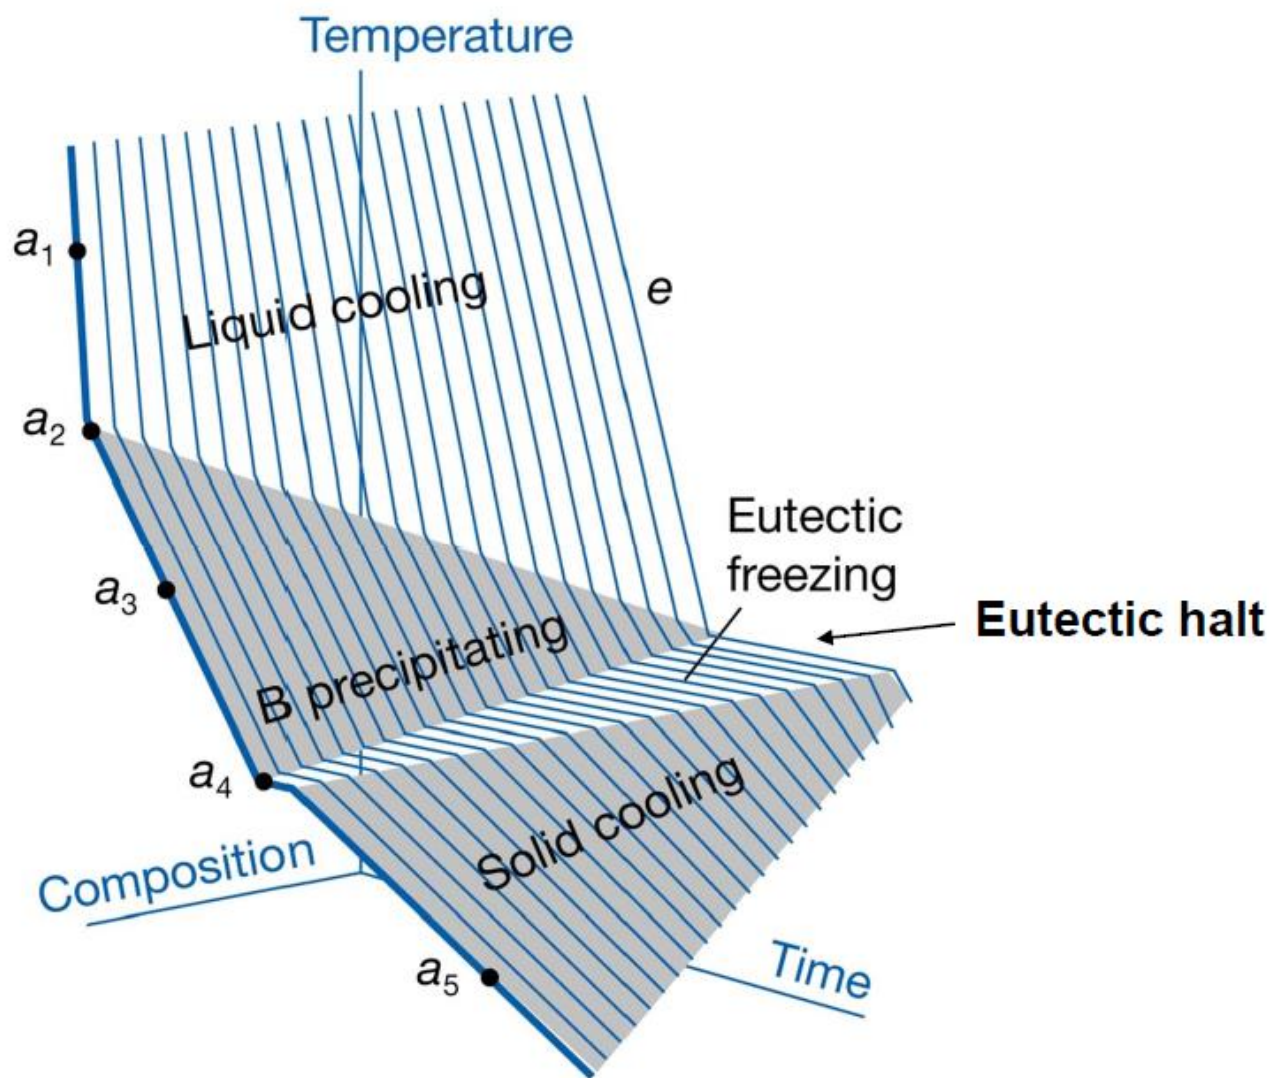 Temperature
a1
Liquid cooling
e
a2
Eutectic
freezing
a3
Eutectic halt
B precipitating
a4
Solid cooling
Composition
Time
a5